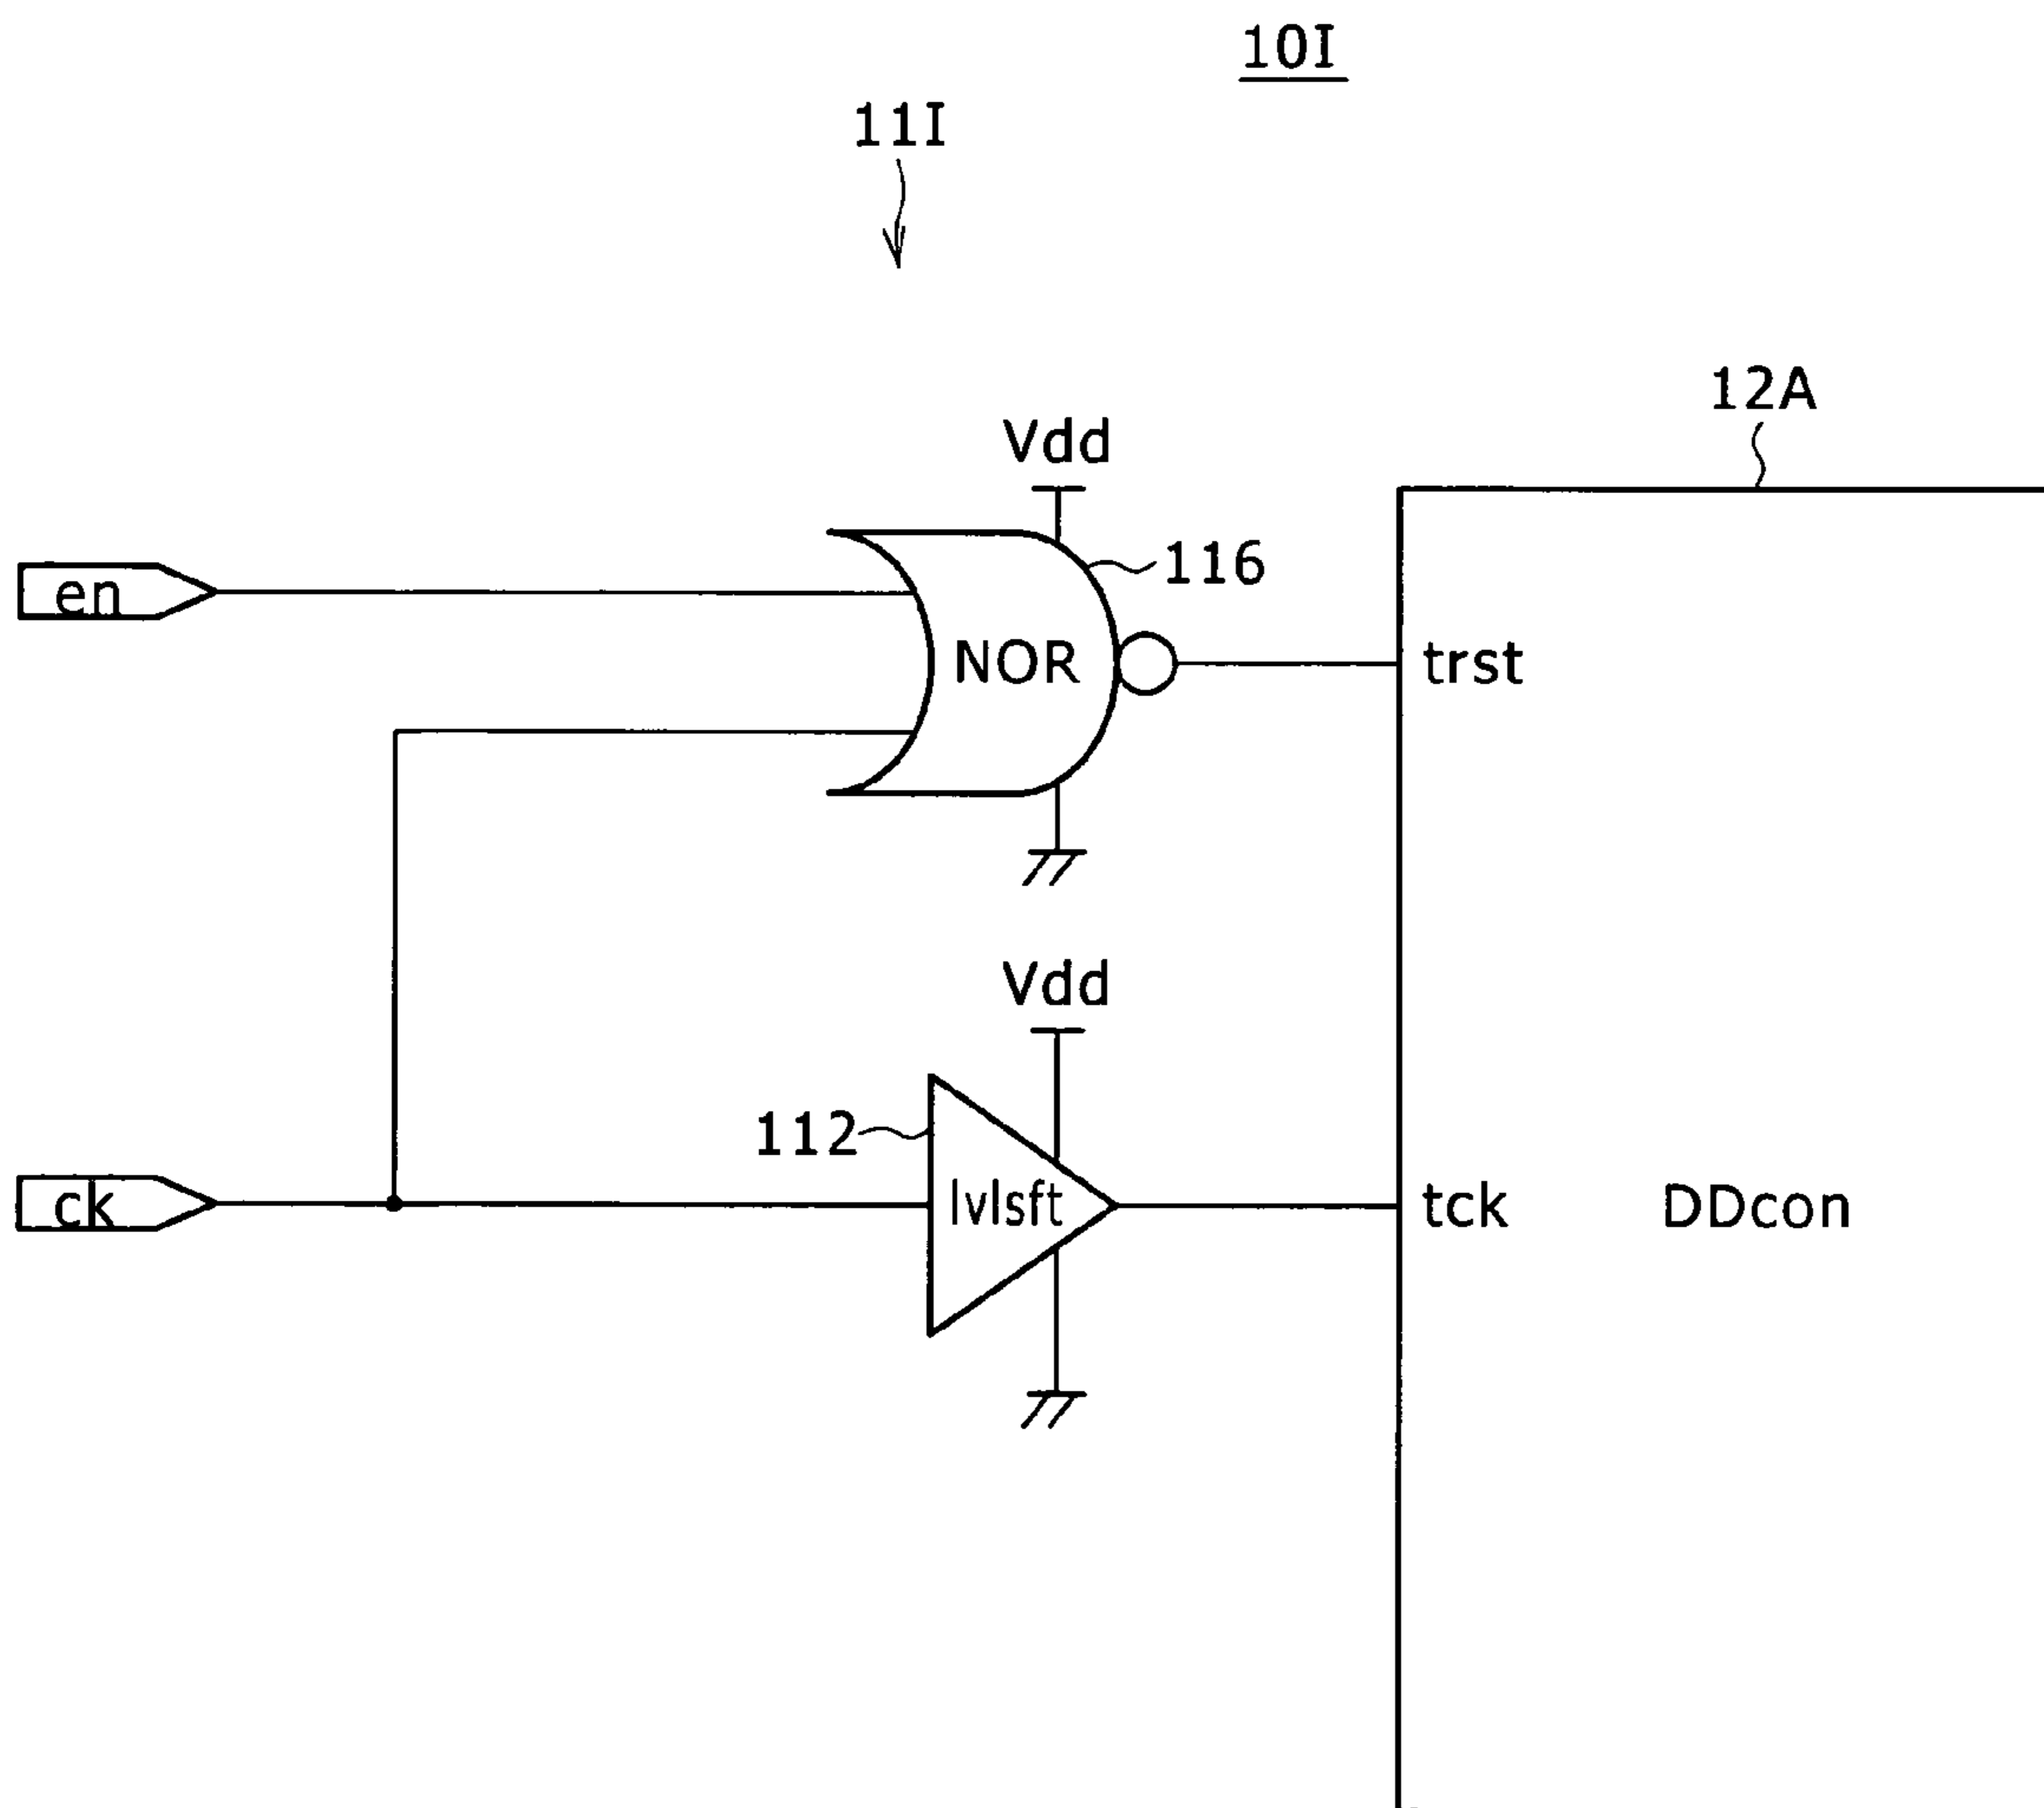 10I
11I
12A
Vdd
116
en
NOR
trst
Vdd
112
ck
lvlsft
tck
DDcon